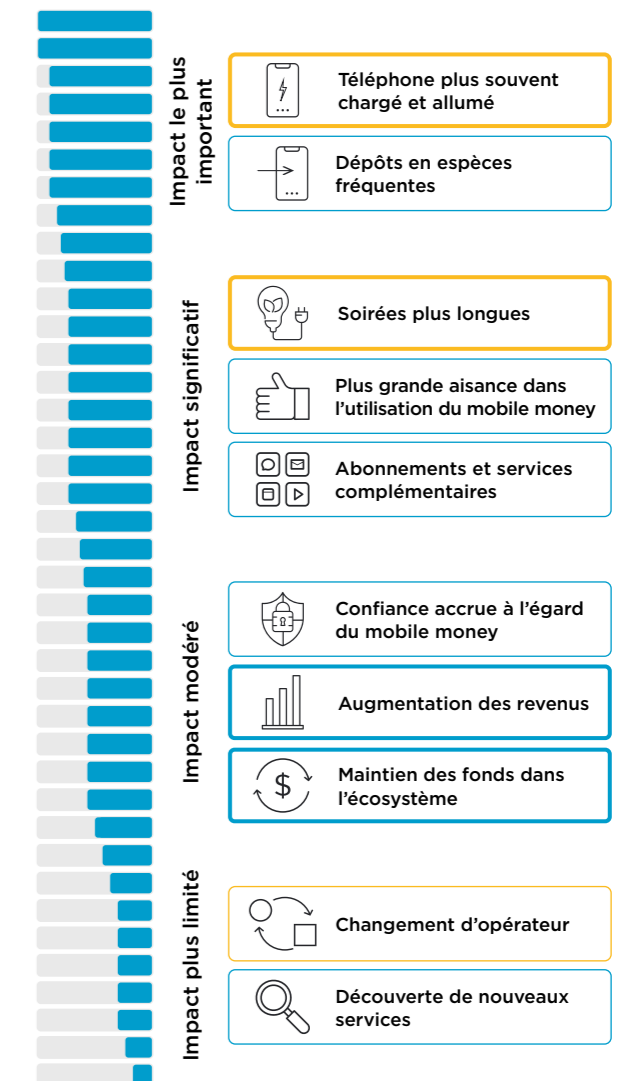 Impact le plus
important
Téléphone plus souvent
chargé et allumé
Dépôts en espèces
fréquentes
Impact significatif
Soirées plus longues
Plus grande aisance dans
l’utilisation du mobile money
Abonnements et services
complémentaires
Impact modéré
Confiance accrue à l’égard
du mobile money
Augmentation des revenus
$
Maintien des fonds dans
l’écosystème
Impact plus limité
Changement d’opérateur
Découverte de nouveaux
services